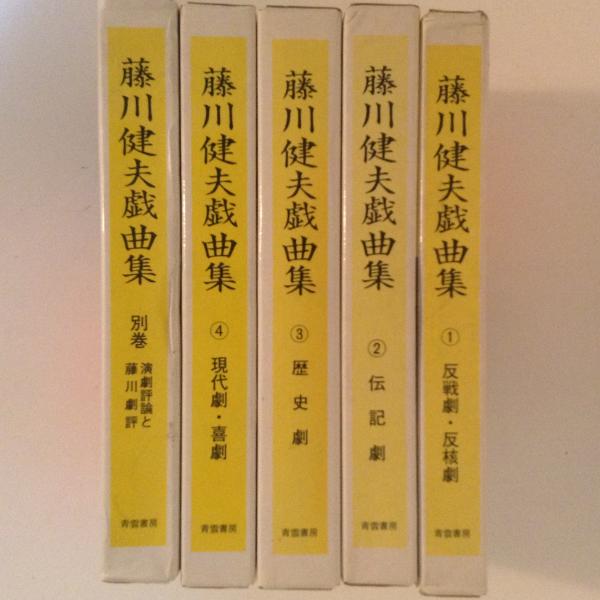 藤川健夫戯曲集
①
反戦劇・反核劇
青雲書房
藤川健夫戯曲集
②
伝記劇
青雲書房
藤川健夫戯曲集
③
歴史劇
青雲書房
藤川健夫戯曲集
④
現代劇・喜劇
青雲書房
藤川健夫戯曲集
別巻
演劇評論と
藤川劇評
青雲書房